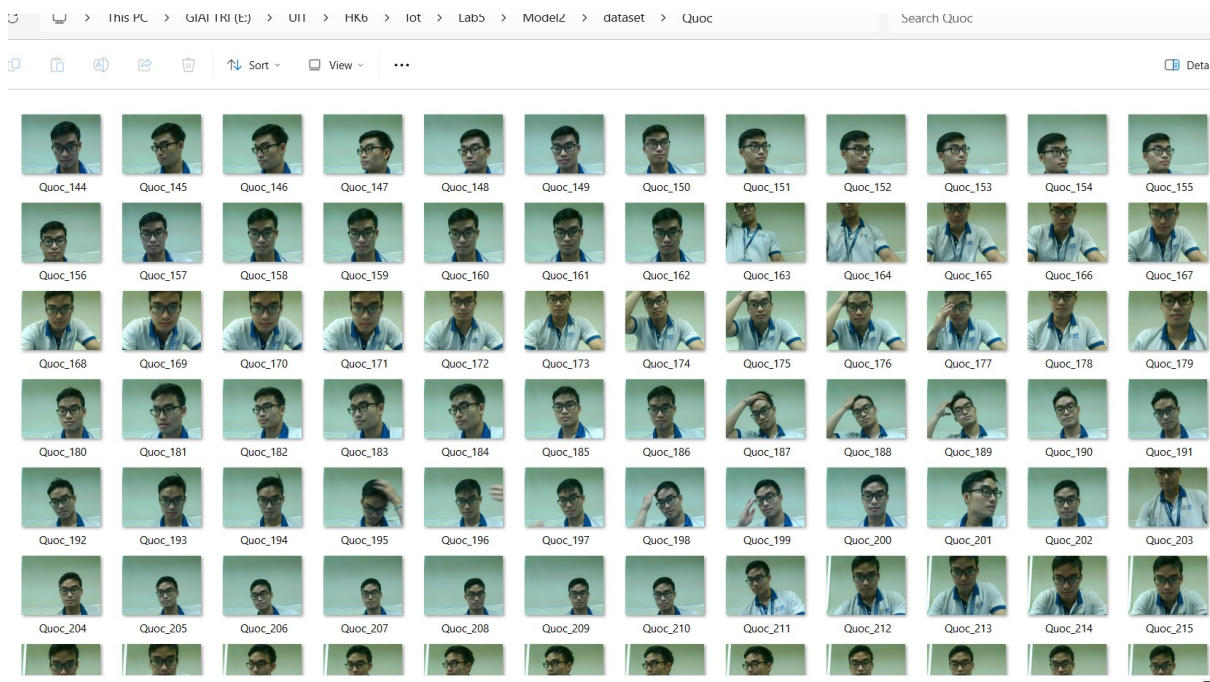 This PC > GIẢI TRÍ (E:) > UIT > HK6 > Iot > Lab5 > Model2 > dataset > Quoc
Search Quoc
Sort
View
Deta
Quoc_144 Quoc_145 Quoc_146 Quoc_147 Quoc_148 Quoc_149 Quoc_150 Quoc_151 Quoc_152 Quoc_153 Quoc_154 Quoc_155
Quoc_156 Quoc_157 Quoc_158 Quoc_159 Quoc_160 Quoc_161 Quoc_162 Quoc_163 Quoc_164 Quoc_165 Quoc_166 Quoc_167
Quoc_168 Quoc_169 Quoc_170 Quoc_171 Quoc_172 Quoc_173 Quoc_174 Quoc_175 Quoc_176 Quoc_177 Quoc_178 Quoc_179
Quoc_180 Quoc_181 Quoc_182 Quoc_183 Quoc_184 Quoc_185 Quoc_186 Quoc_187 Quoc_188 Quoc_189 Quoc_190 Quoc_191
Quoc_192 Quoc_193 Quoc_194 Quoc_195 Quoc_196 Quoc_197 Quoc_198 Quoc_199 Quoc_200 Quoc_201 Quoc_202 Quoc_203
Quoc_204 Quoc_205 Quoc_206 Quoc_207 Quoc_208 Quoc_209 Quoc_210 Quoc_211 Quoc_212 Quoc_213 Quoc_214 Quoc_215